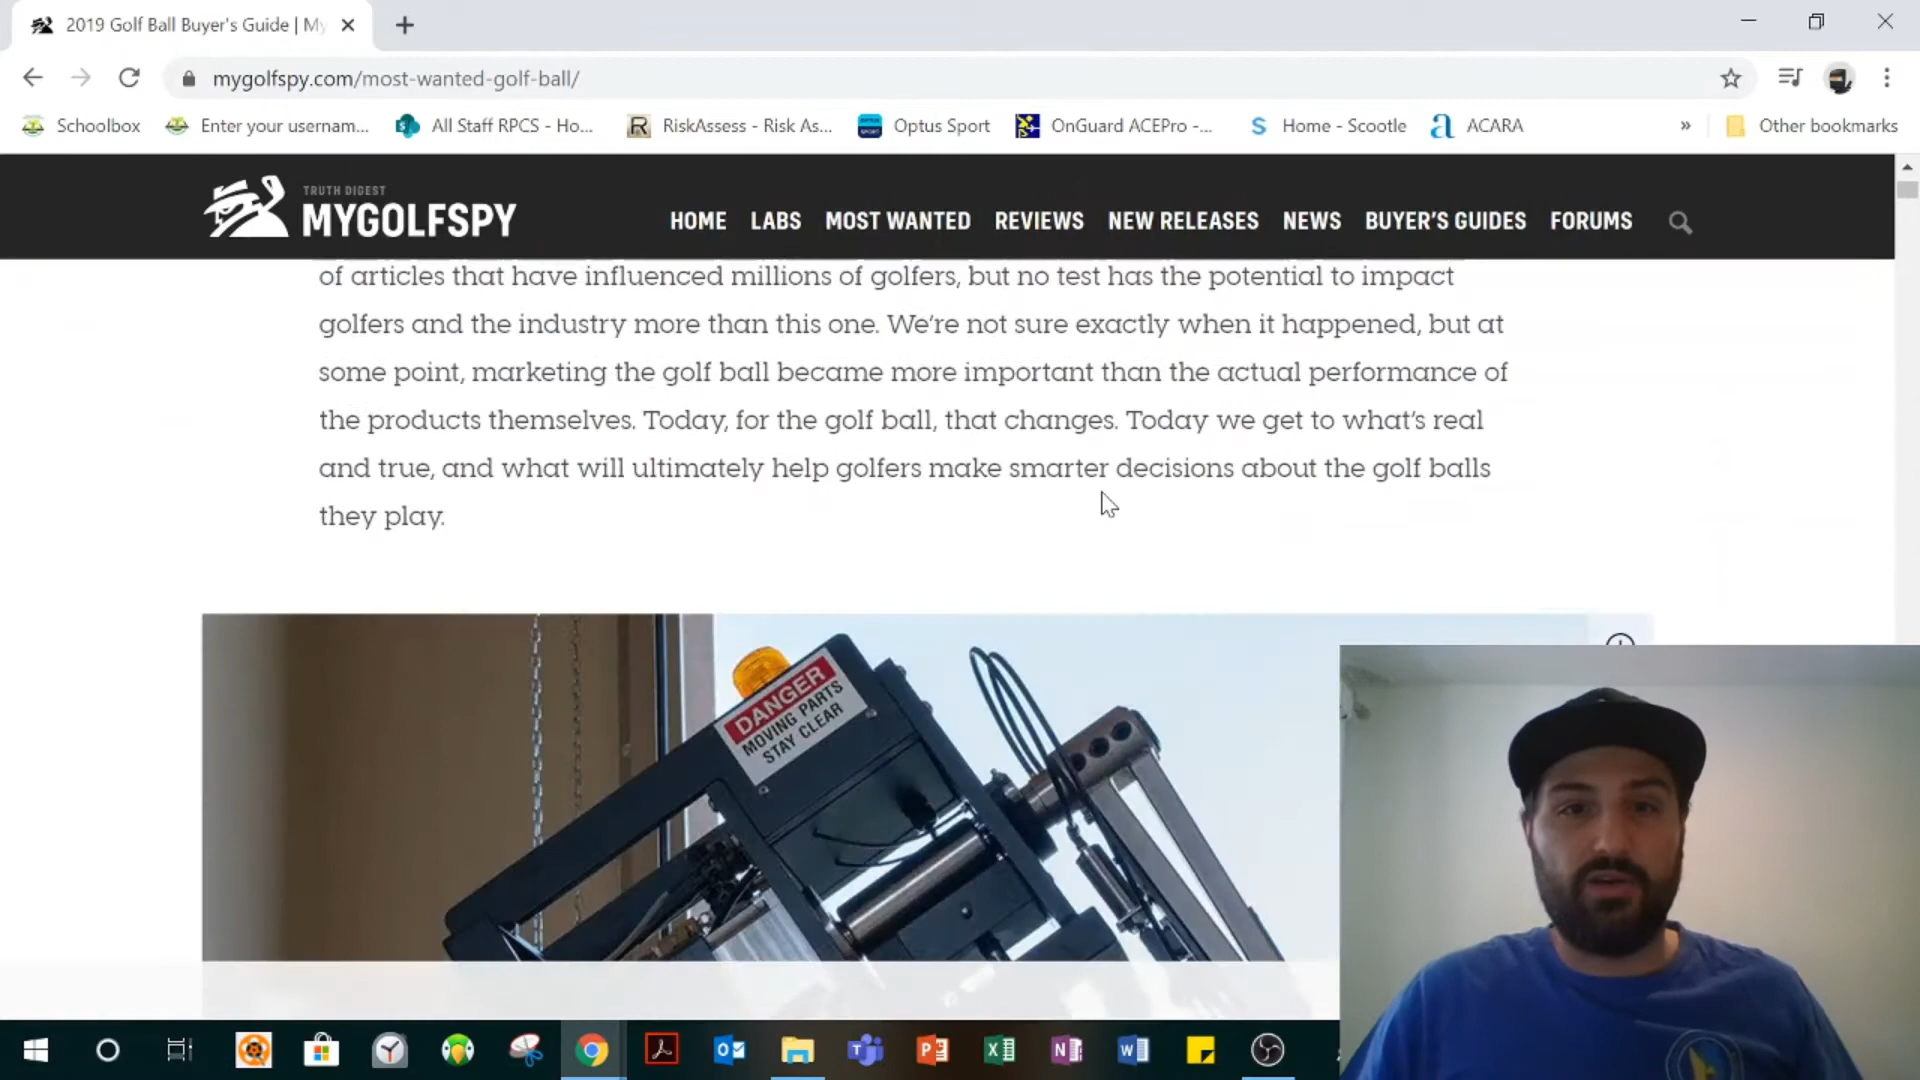 2019 Golf Ball Buyer's Guide | My
mygolfspy.com/most-wanted-golf-ball/
Schoolbox
Enter your usernam...
All Staff RPCS - Ho...
RiskAssess - Risk As...
Optus Sport
OnGuard ACEPro -...
Home - Scootle
ACARA
»
Other bookmarks
TRUTH DIGEST
MYGOLFSPY
HOME LABS MOST WANTED REVIEWS NEW RELEASES NEWS BUYER'S GUIDES FORUMS
of articles that have influenced millions of golfers, but no test has the potential to impact
golfers and the industry more than this one. We're not sure exactly when it happened, but at
some point, marketing the golf ball became more important than the actual performance of
the products themselves. Today, for the golf ball, that changes. Today we get to what's real
and true, and what will ultimately help golfers make smarter decisions about the golf balls
they play.
DANGER
MOVING PARTS
STAY CLEAR